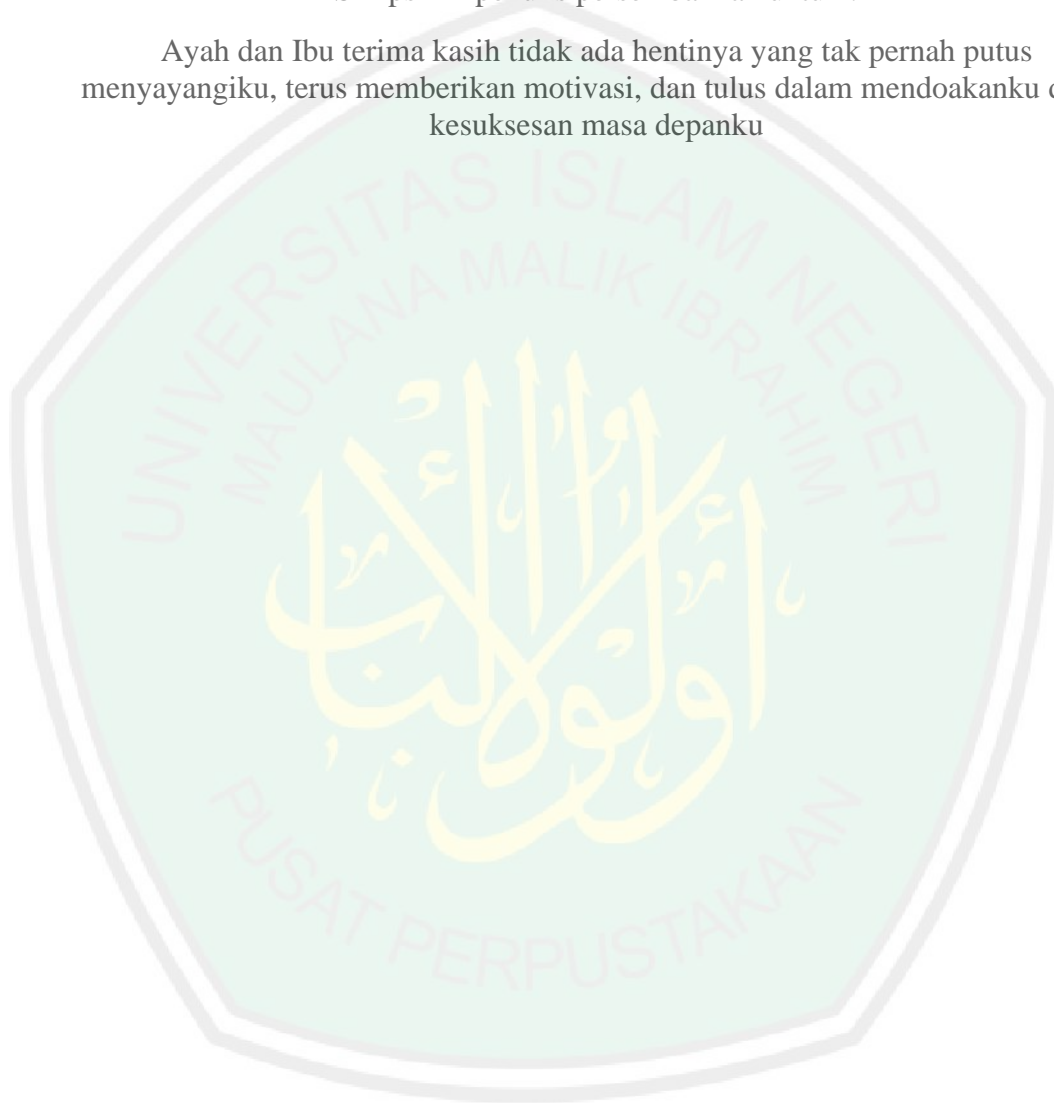 Ayah dan Ibu terima kasih tidak ada hentinya yang tak pernah putus
menyayangiku, terus memberikan motivasi, dan tulus dalam mendoakanku
kesuksesan masa depanku
UNIVERSITAS ISLAM NEGERI
MAULANA MALIK IBRAHIM
أولوا الألباب
PUSAT PERPUSTAKAAN